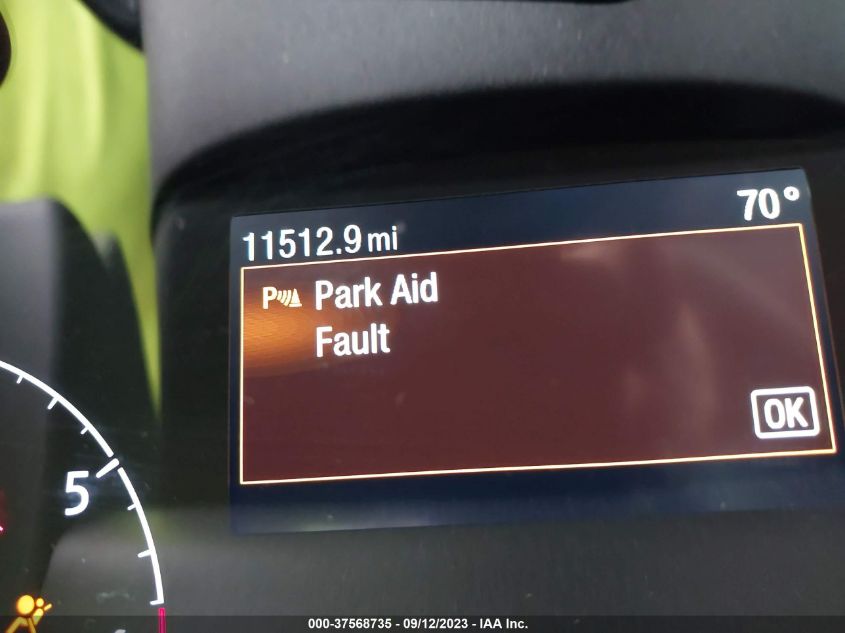 11512.9 mi
70°
P Park Aid
Fault
OK
5
000-37568735 - 09/12/2023 - IAA Inc.